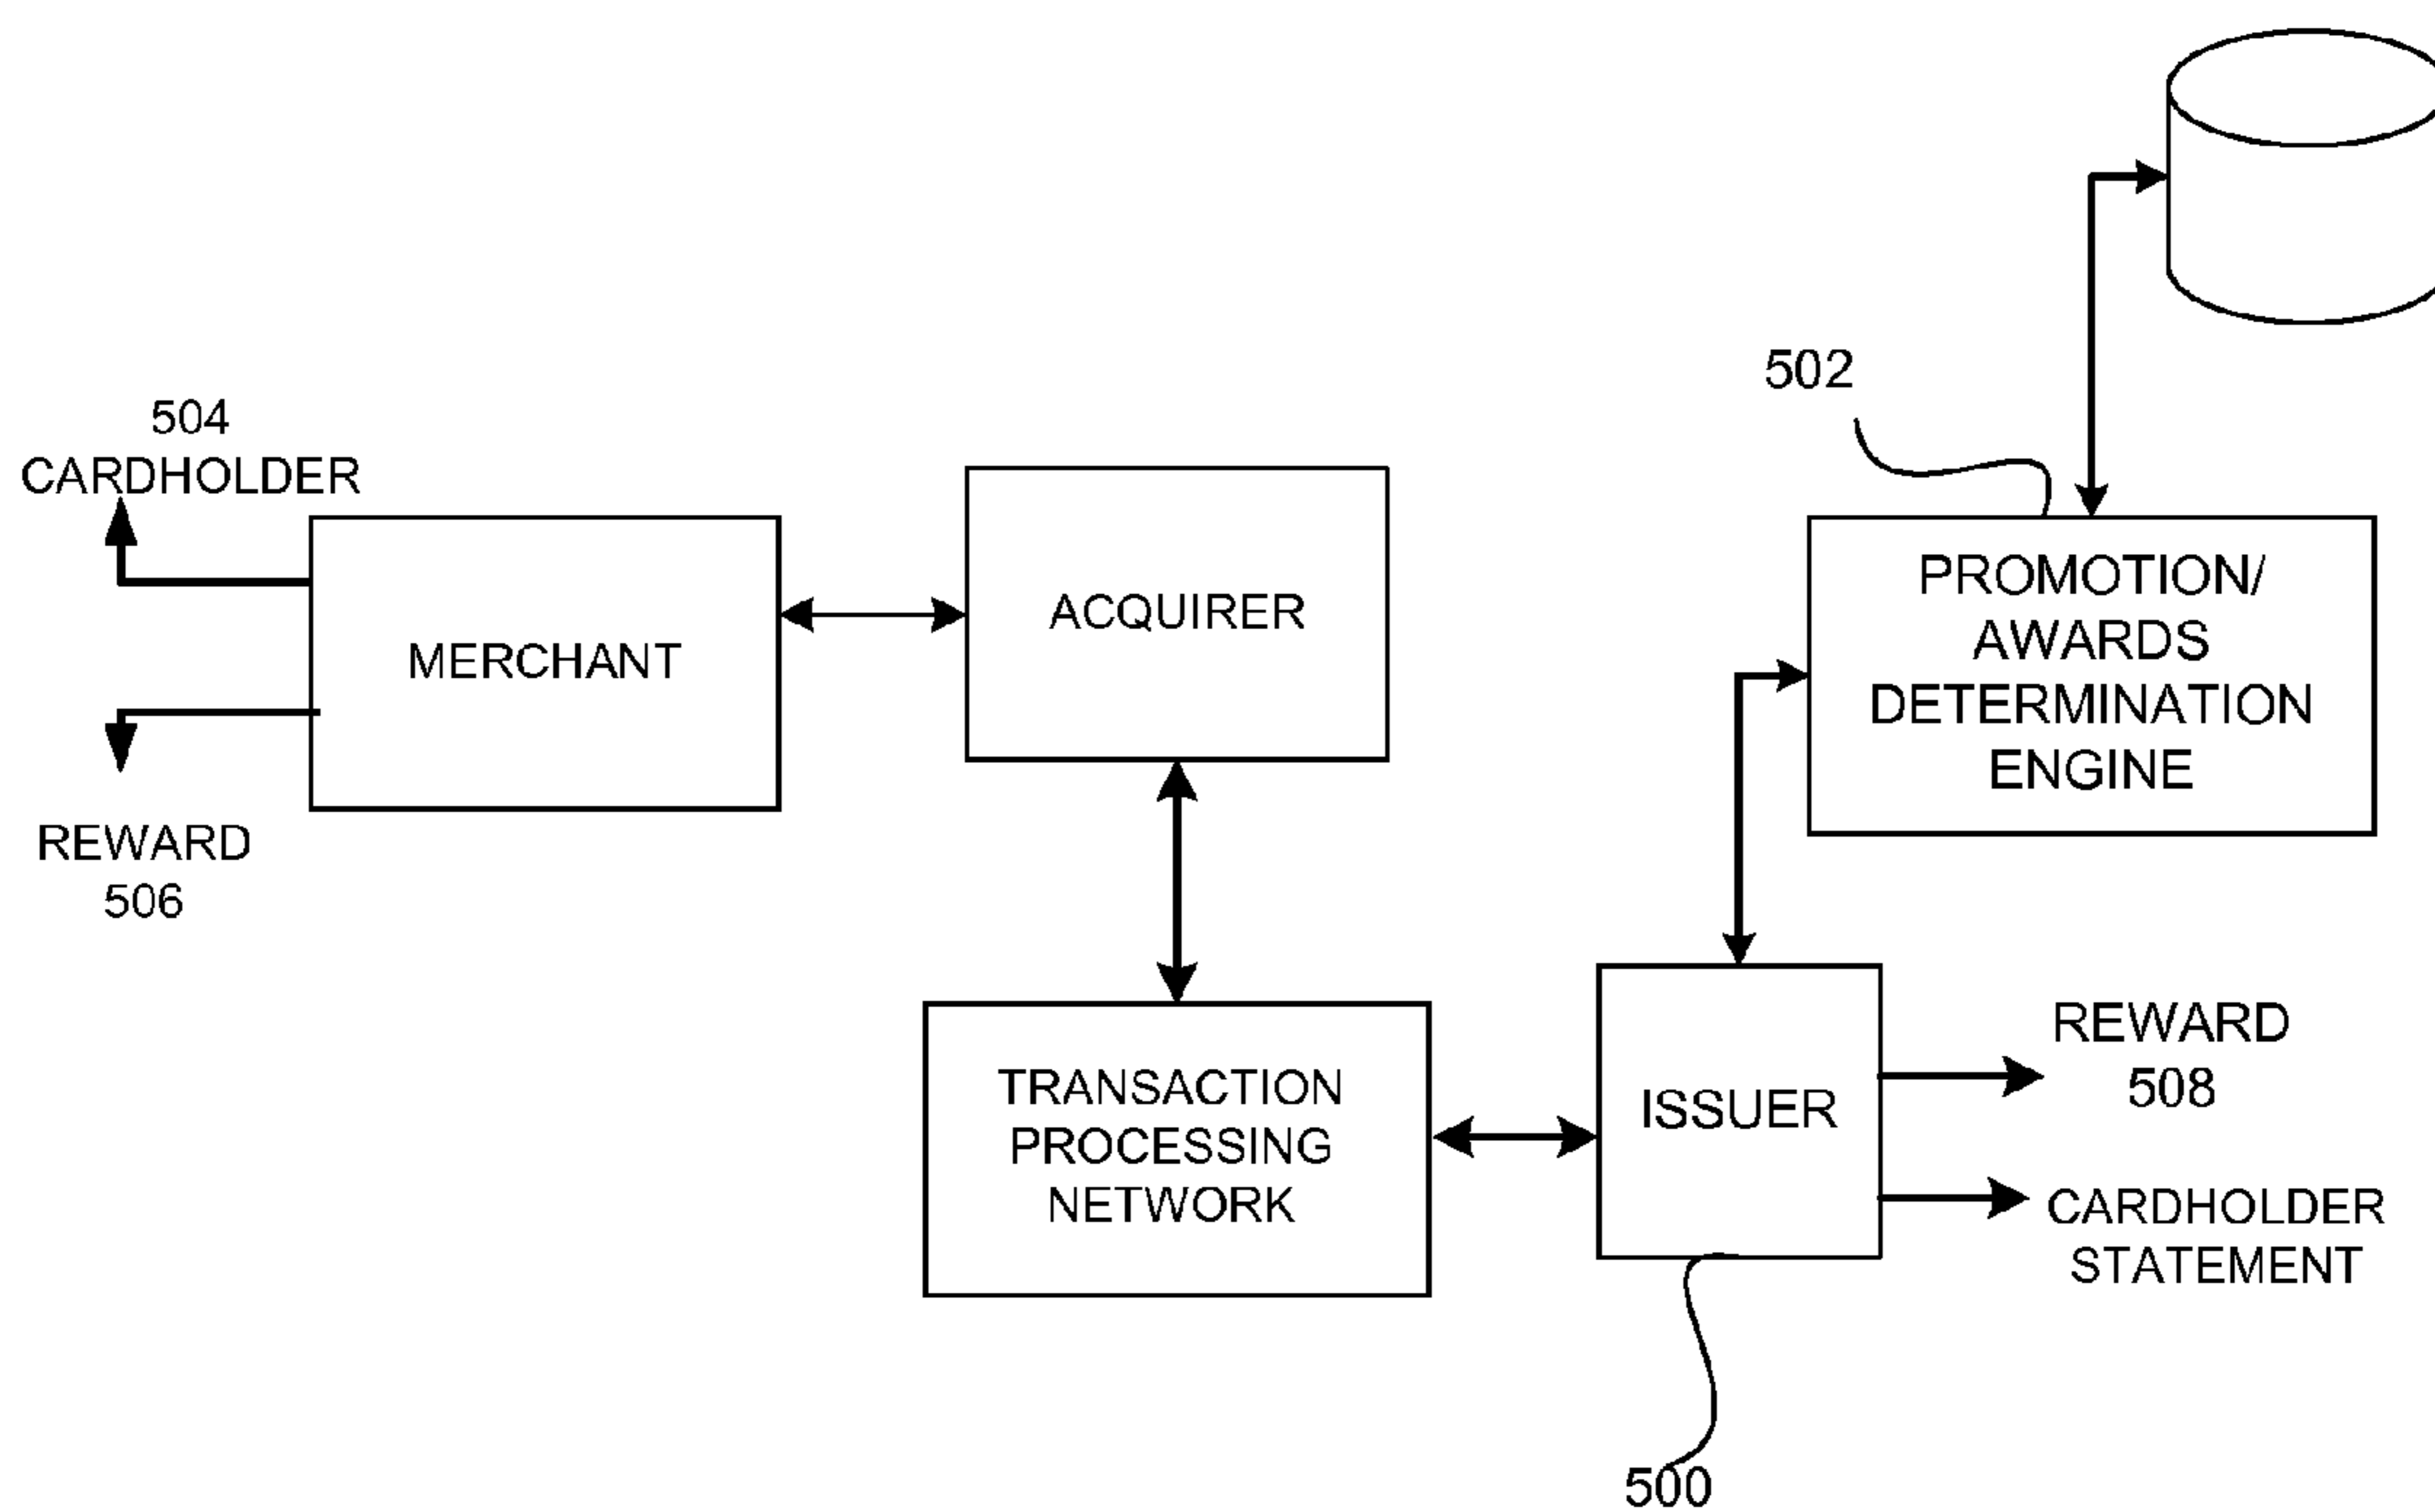 502
504
CARDHOLDER
MERCHANT
REWARD
506
ACQUIRER
PROMOTION/
AWARDS
DETERMINATION
ENGINE
TRANSACTION
PROCESSING
NETWORK
ISSUER
REWARD
508
CARDHOLDER
STATEMENT
500